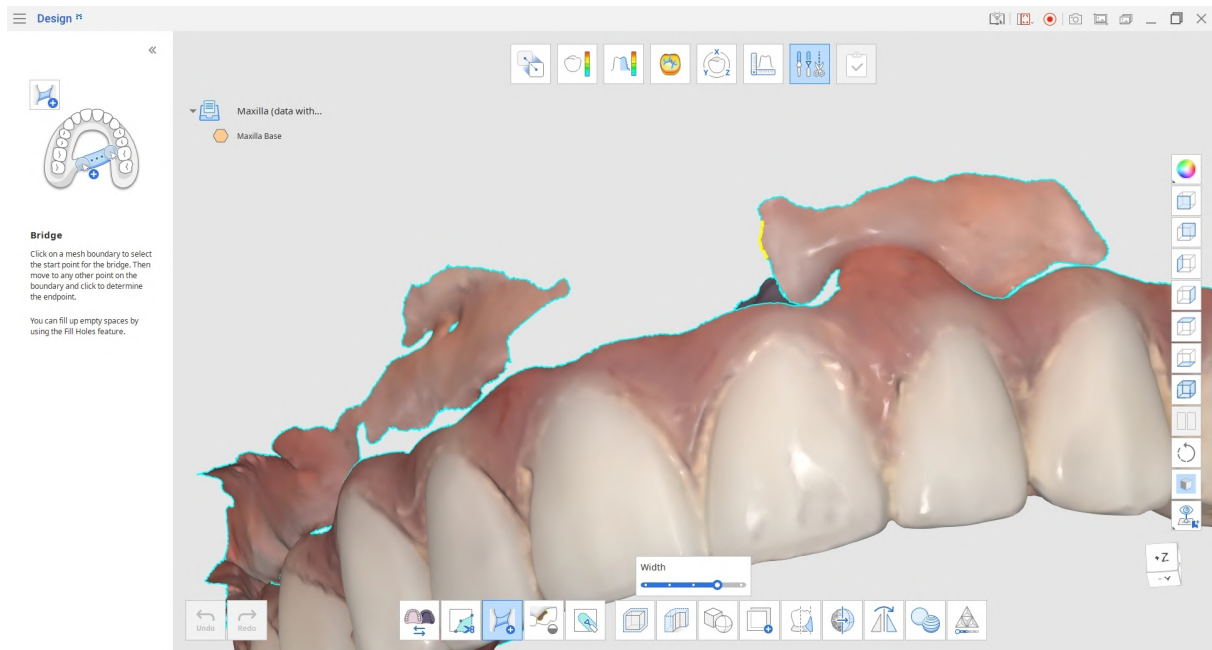 Design
Maxilla (data with...
Maxilla Base
Bridge
Click on a mesh boundary to select
the start point for the bridge. Then
move to any other point on the
boundary and click to determine
the endpoint.
You can fill up empty spaces by
using the Fill Holes feature.
X
Y Z
Width
Undo
Redo
+Z
-Y